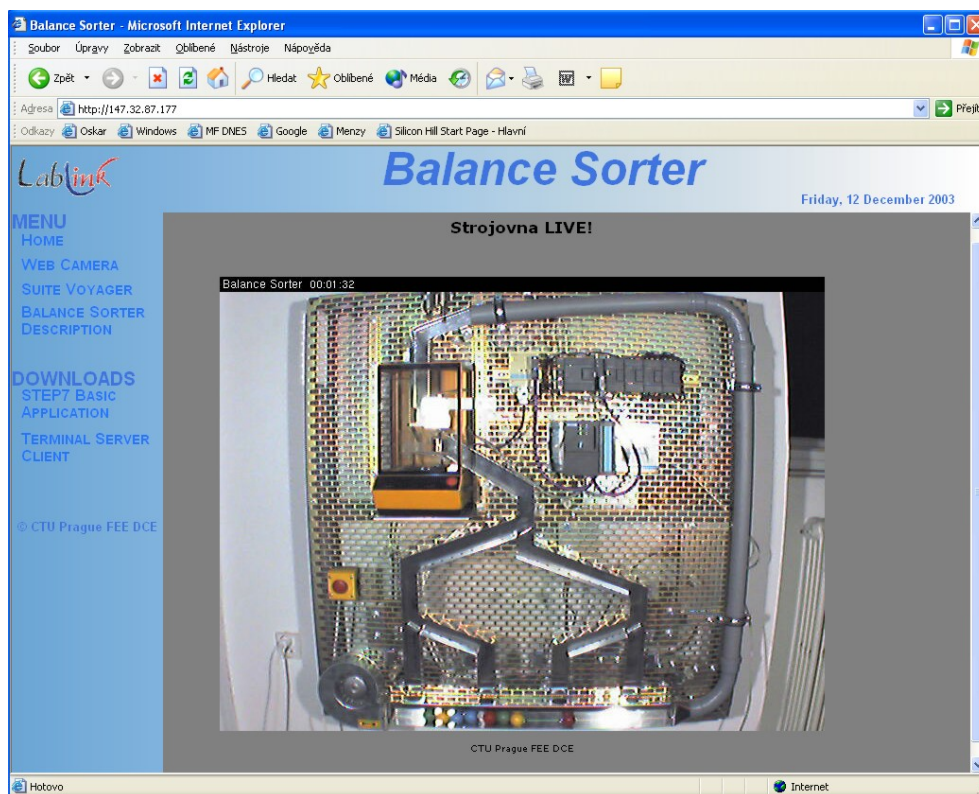 Balance Sorter - Microsoft Internet Explorer
Soubor Úpravy Zobrazit Oblíbené Nástroje Nápověda
Zpět Hledat Oblíbené Média
Adresa http://147.32.87.177 Přejít
Odkazy Oskar Windows MF DNES Google Menzy Silicon Hill Start Page - Hlavní
Lablink
Balance Sorter
Friday, 12 December 2003
MENU
HOME
WEB CAMERA
SUITE VOYAGER
BALANCE SORTER
DESCRIPTION
DOWNLOADS
STEP7 BASIC
APPLICATION
TERMINAL SERVER
CLIENT
© CTU Prague FEE DCE
Strojovna LIVE!
Balance Sorter 00:01:32
CTU Prague FEE DCE
Hotovo Internet